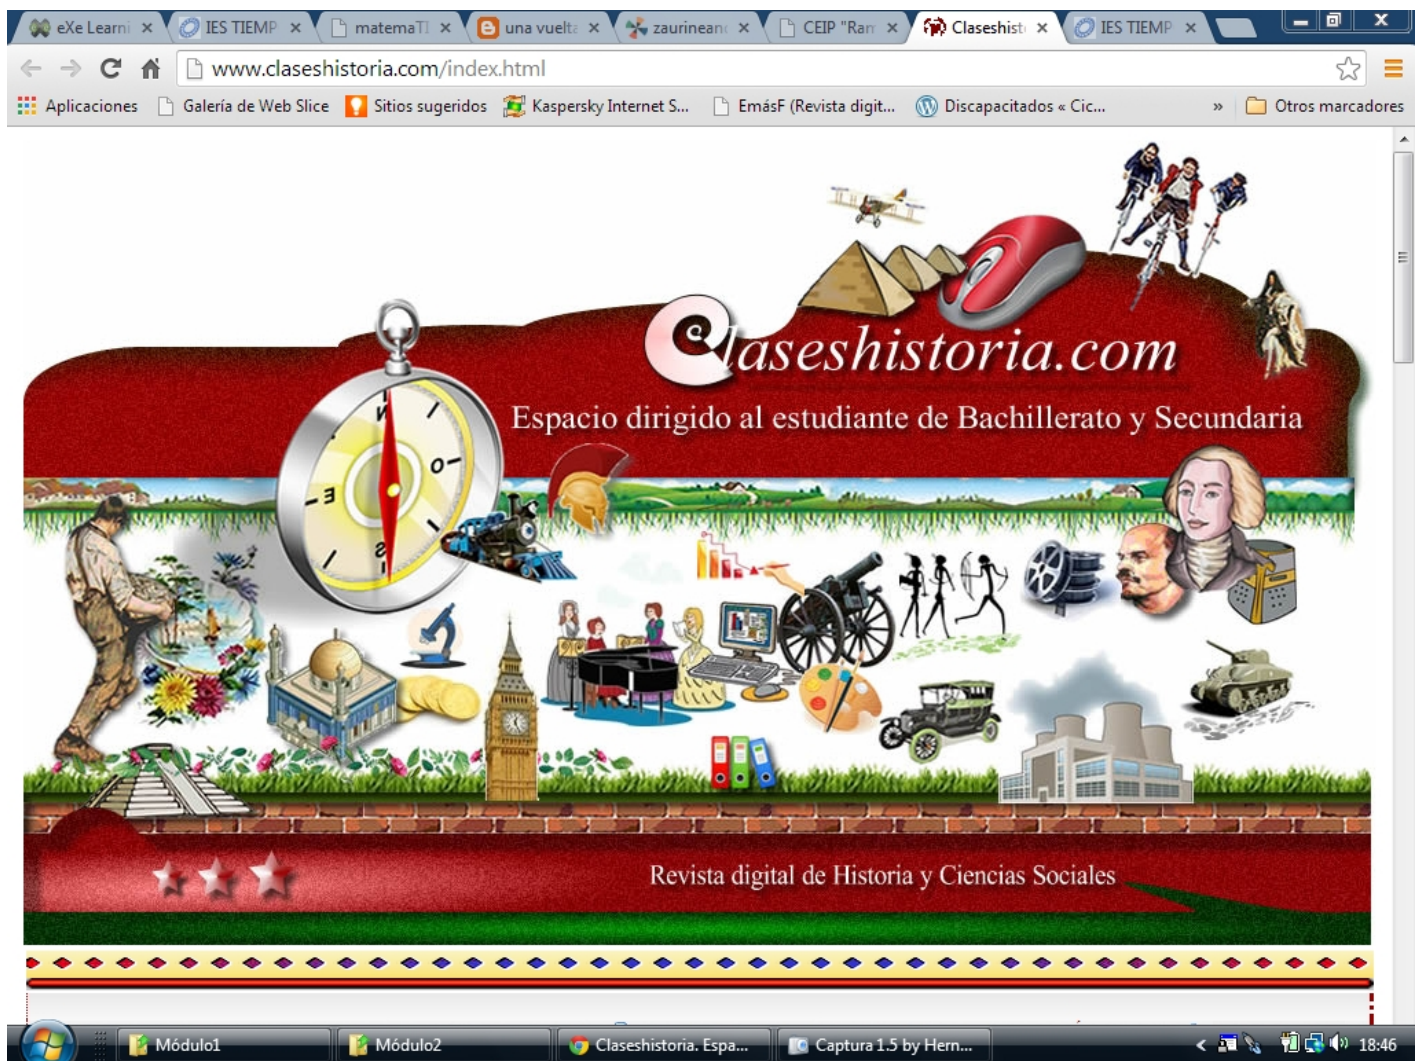 eXe Learni
IES TIEMP
matemaTI
una vuelta
zaurineand
CEIP "Ram
Claseshist
IES TIEMP
www.claseshistoria.com/index.html
Aplicaciones
Galería de Web Slice
Sitios sugeridos
Kaspersky Internet S...
EmásF (Revista digit...
Discapacitados « Cic...
»
Otros marcadores
Claseshistoria.com
Espacio dirigido al estudiante de Bachillerato y Secundaria
N
O
E
S
Revista digital de Historia y Ciencias Sociales
Módulo1
Módulo2
Claseshistoria. Espa...
Captura 1.5 by Hern...
18:46